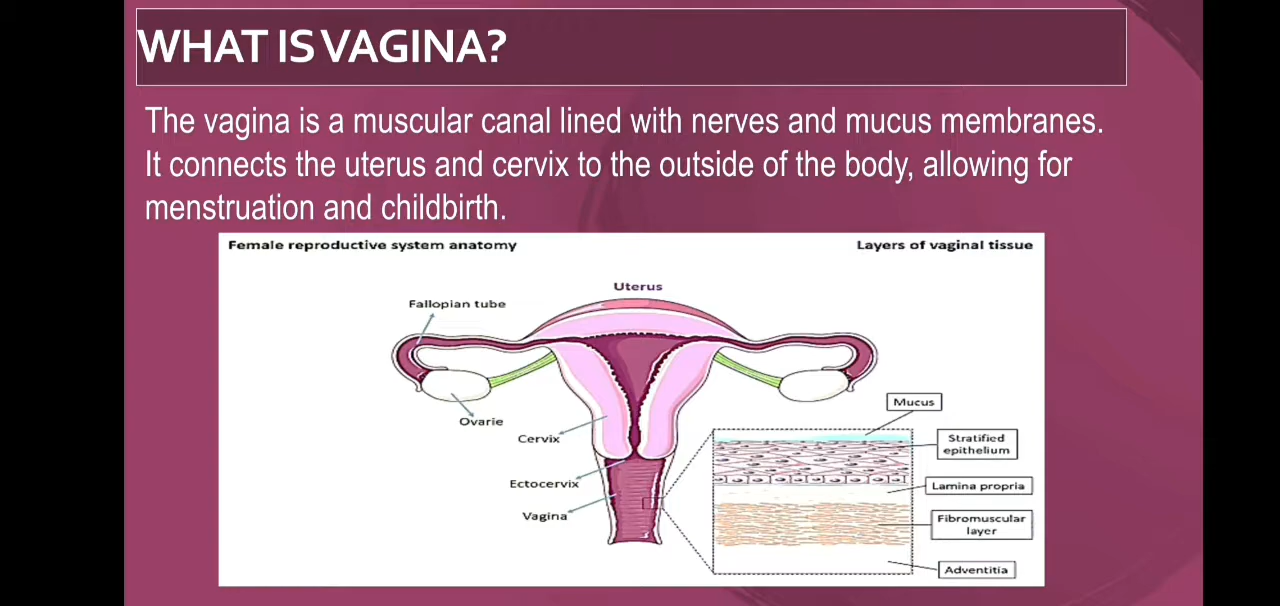 WHAT IS VAGINA?
The vagina is a muscular canal lined with nerves and mucus membranes.
It connects the uterus and cervix to the outside of the body, allowing for
menstruation and childbirth.
Female reproductive system anatomy
Layers of vaginal tissue
Uterus
Fallopian tube
Ovarie
Cervix
Ectocervix
Vagina
Mucus
Stratified
epithelium
Lamina propria
Fibromuscular
layer
Adventitia